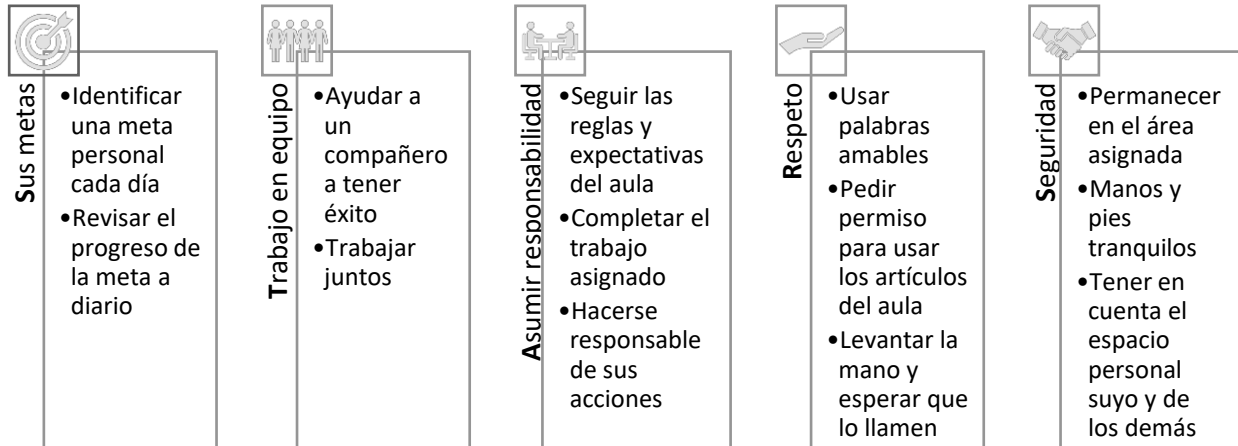 Sus metas
•Identificar
una meta
personal
cada día
•Revisar el
progreso de
la meta a
diario
Trabajo en equipo
•Ayudar a
un
compañero
a tener
éxito
•Trabajar
juntos
Asumir responsabilidad
•Seguir las
reglas y
expectativas
del aula
•Completar el
trabajo
asignado
•Hacerse
responsable
de sus
acciones
Respeto
•Usar
palabras
amables
•Pedir
permiso
para usar
los artículos
del aula
•Levantar la
mano y
esperar que
lo llamen
Seguridad
•Permanecer
en el área
asignada
•Manos y
pies
tranquilos
•Tener en
cuenta el
espacio
personal
suyo y de
los demás